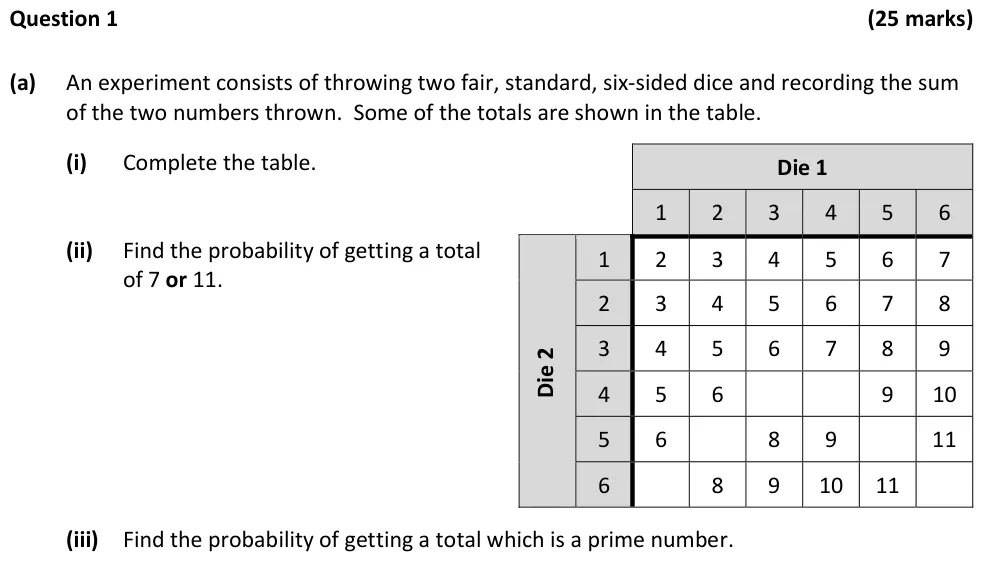 Question 1 (25 marks)
(a) An experiment consists of throwing two fair, standard, six-sided dice and recording the sum
of the two numbers thrown. Some of the totals are shown in the table.
(i) Complete the table.
(ii) Find the probability of getting a total
of 7 or 11.
Die 1
1 2 3 4 5 6
Die 2
1 2 3 4 5 6 7
2 3 4 5 6 7 8
3 4 5 6 7 8 9
4 5 6 9 10
5 6 8 9 11
6 8 9 10 11
(iii) Find the probability of getting a total which is a prime number.